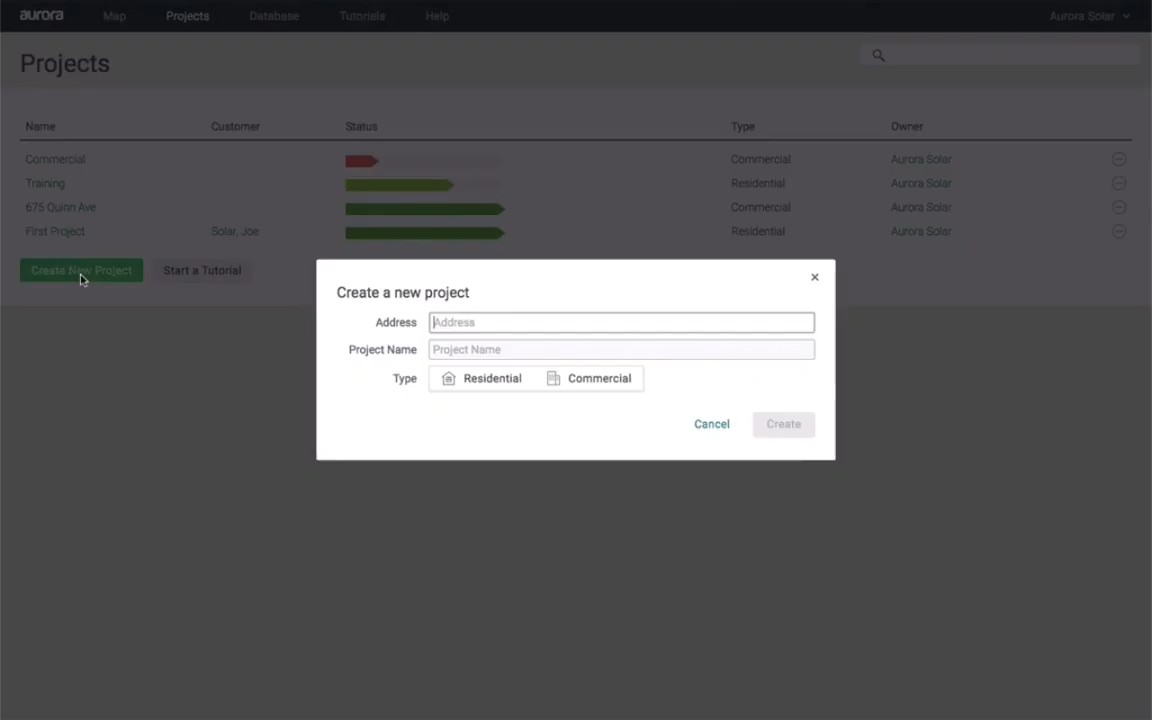 aurora Map Projects Database Tutorials Help Aurora Solar
Projects
Name Customer Status Type Owner
Commercial Commercial Aurora Solar
Training Residential Aurora Solar
675 Quinn Ave Commercial Aurora Solar
First Project Solar, Joe Residential Aurora Solar
Create New Project Start a Tutorial
Create a new project
Address Address
Project Name Project Name
Type Residential Commercial
Cancel Create